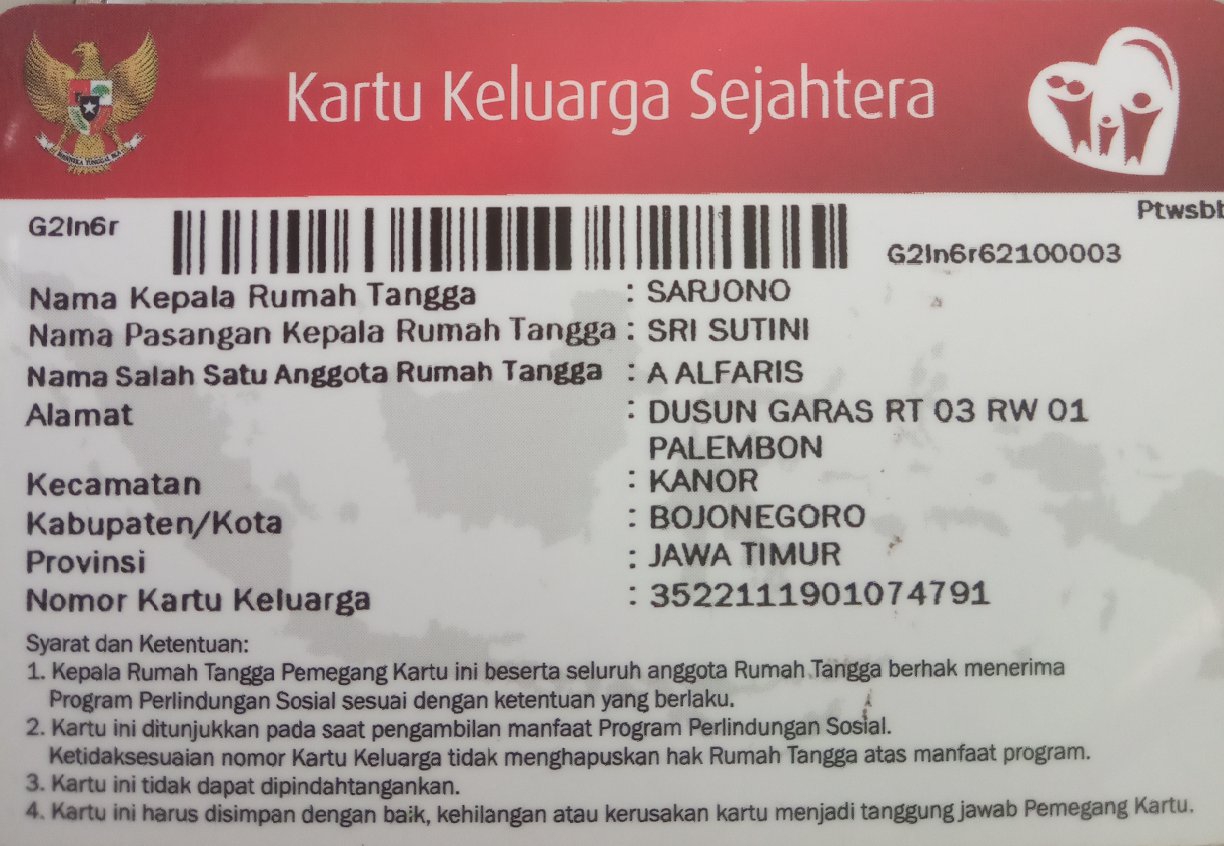 Kartu Keluarga Sejahtera
G2In6r
Ptwsbb
G2In6r62100003
Nama Kepala Rumah Tangga : SARJONO
Nama Pasangan Kepala Rumah Tangga : SRI SUTINI
Nama Salah Satu Anggota Rumah Tangga : A ALFARIS
Alamat : DUSUN GARAS RT 03 RW 01
PALEMBON
Kecamatan : KANOR
Kabupaten/Kota : BOJONEGORO
Provinsi : JAWA TIMUR
Nomor Kartu Keluarga : 3522111901074791
Syarat dan Ketentuan:
1. Kepala Rumah Tangga Pemegang Kartu ini beserta seluruh anggota Rumah Tangga berhak menerima
Program Perlindungan Sosial sesuai dengan ketentuan yang berlaku.
2. Kartu ini ditunjukkan pada saat pengambilan manfaat Program Perlindungan Sosial.
Ketidaksesuaian nomor Kartu Keluarga tidak menghapuskan hak Rumah Tangga atas manfaat program.
3. Kartu ini tidak dapat dipindahtangankan.
4. Kartu ini harus disimpan dengan baik, kehilangan atau kerusakan kartu menjadi tanggung jawab Pemegang Kartu.